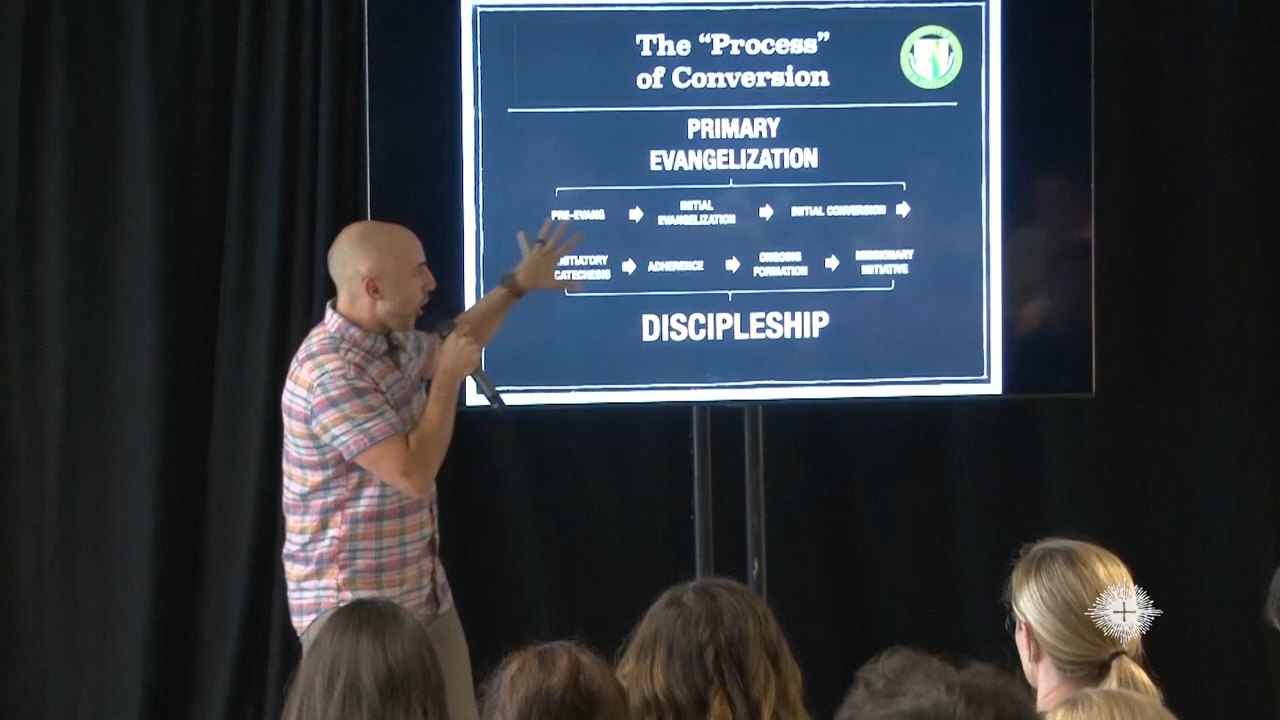 The “Process”
of Conversion
PRIMARY
EVANGELIZATION
PRE-EVANG
INITIAL
EVANGELIZATION
INITIAL CONVERSION
INITIATORY
CATECHESIS
ADHERENCE
ONGOING
FORMATION
MISSIONARY
INITIATIVE
DISCIPLESHIP